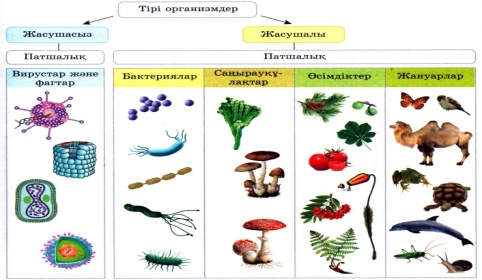 Тірі организмдер
Жасушасыз
Жасушалы
Патшалық
Патшалық
Вирустар және
фагтар
Бактериялар
Саңырауқұ-
лақтар
Өсімдіктер
Жануарлар